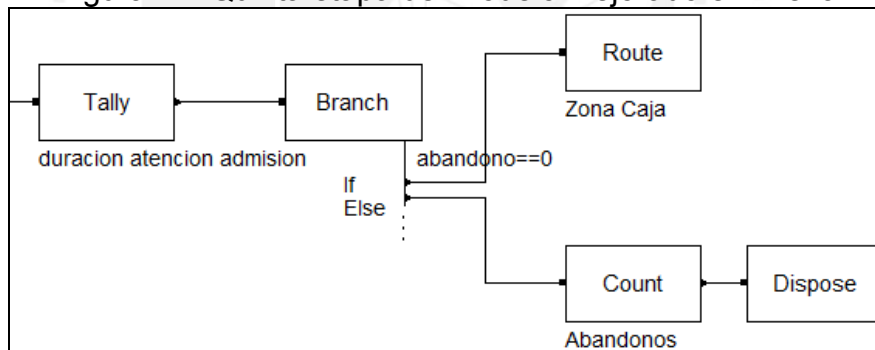 Route
Tally
Branch
Zona Caja
duracion atencion admision
abandono==0
If
Else
Count
Dispose
Abandonos